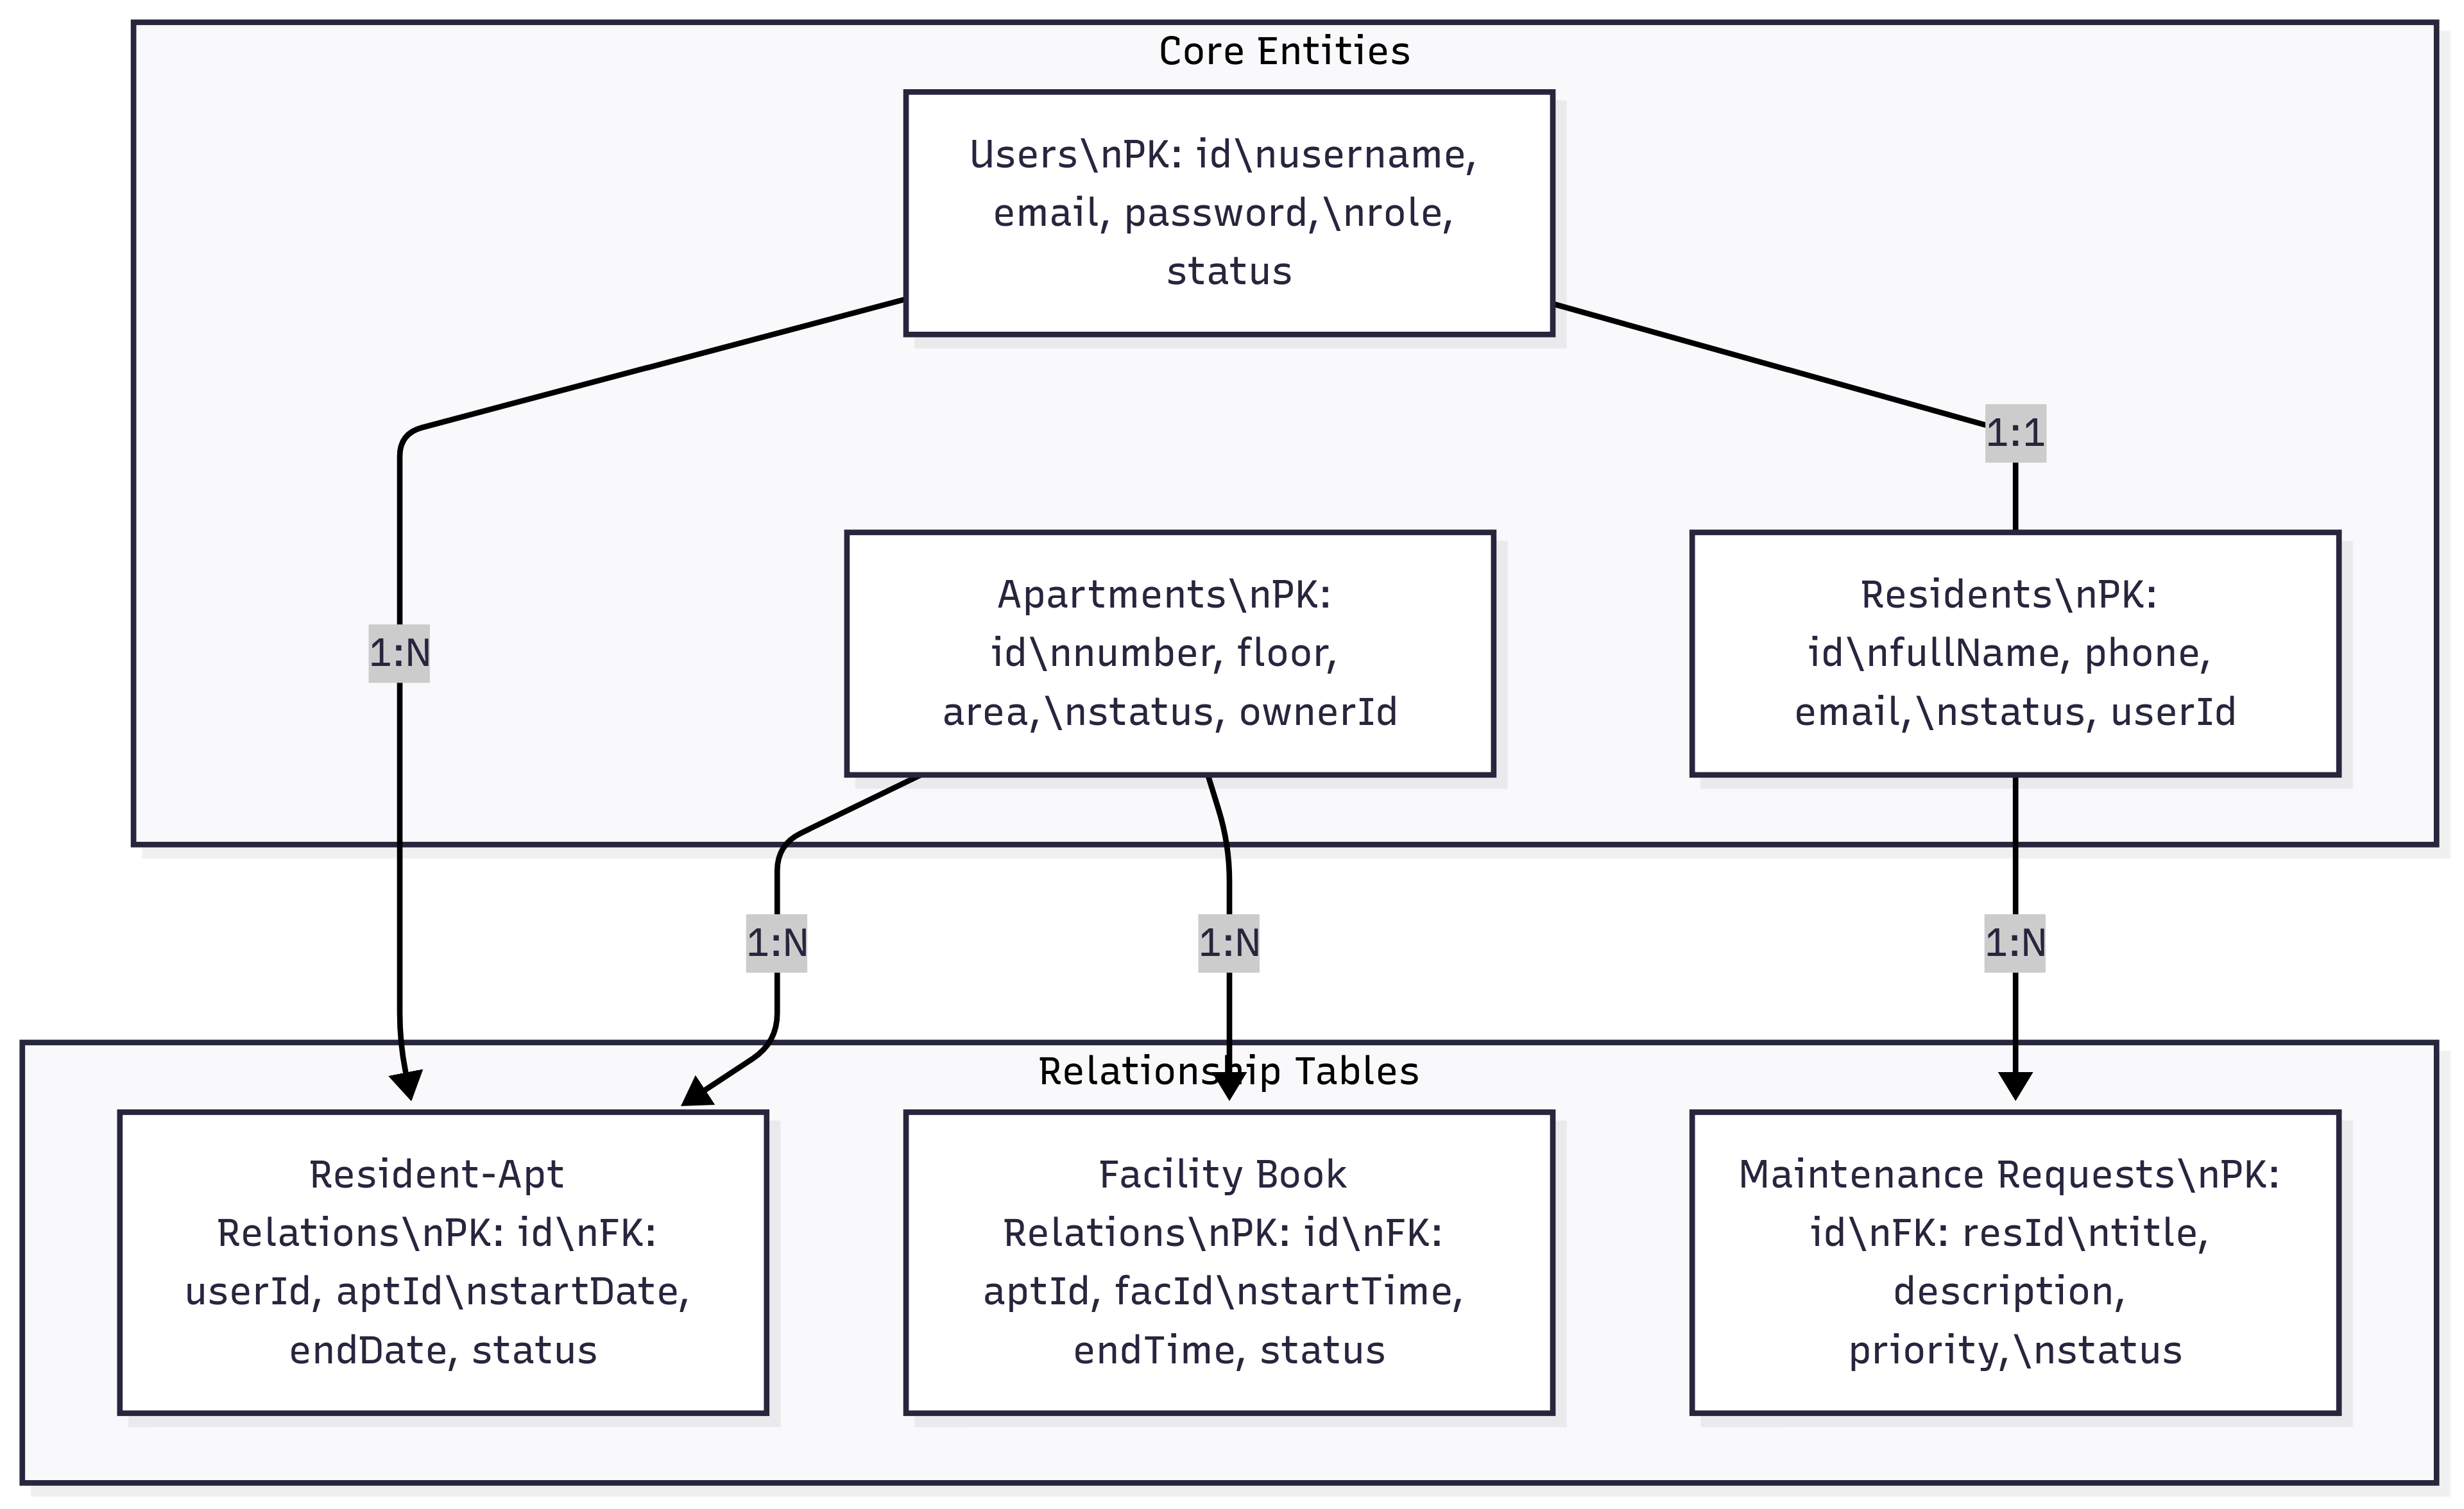 Core Entities
Users\nPK: id\nusername,
email, password,\nrole,
status
1:1
Apartments\nPK:
id\nnumber, floor,
area,\nstatus, ownerId
Residents\nPK:
id\nfullName, phone,
email,\nstatus, userId
1:N
1:N
1:N
1:N
Relationship Tables
Resident-Apt
Relations\nPK: id\nFK:
userId, aptId\nstartDate,
endDate, status
Facility Book
Relations\nPK: id\nFK:
aptId, facId\nstartTime,
endTime, status
Maintenance Requests\nPK:
id\nFK: resId\ntitle,
description,
priority,\nstatus